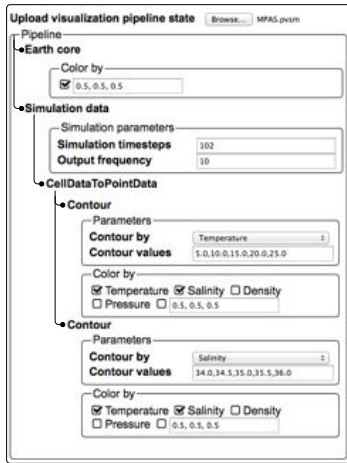 Upload visualization pipeline state Browse... MPAS.pvsm
Pipeline
Earth core
Color by
0.5, 0.5, 0.5
Simulation data
Simulation parameters
Simulation timesteps 102
Output frequency 10
CellDataToPointData
Contour
Parameters
Contour by Temperature
Contour values 5.0,10.0,15.0,20.0,25.0
Color by
Temperature Salinity Density
Pressure 0.5, 0.5, 0.5
Contour
Parameters
Contour by Salinity
Contour values 34.0,34.5,35.0,35.5,36.0
Color by
Temperature Salinity Density
Pressure 0.5, 0.5, 0.5